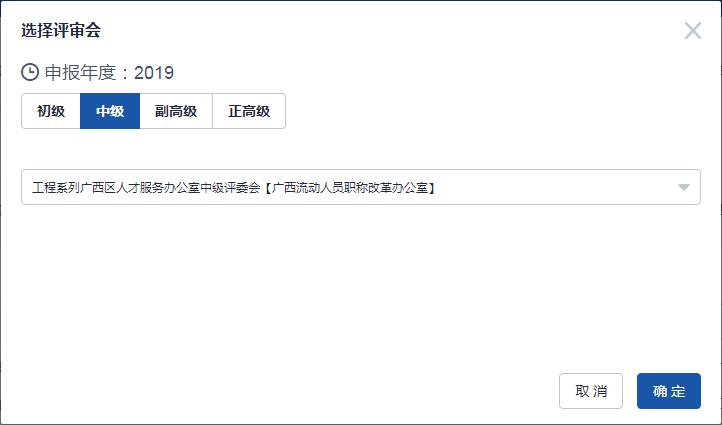 选择评审会
申报年度：2019
初级 中级 副高级 正高级
工程系列广西区人才服务办公室中级评委会【广西流动人员职称改革办公室】
取 消 确 定